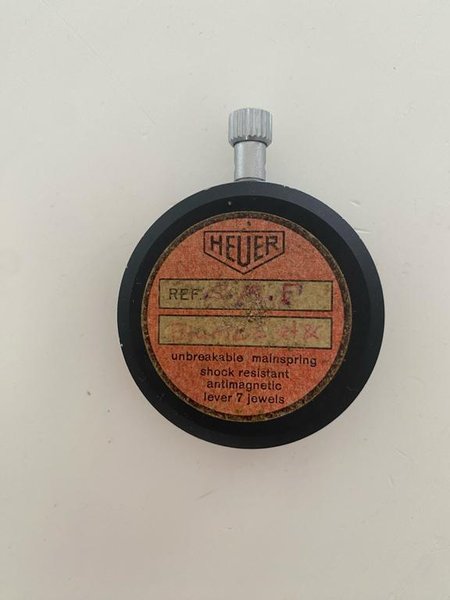 HEUER
REF
unbreakable mainspring
shock resistant
antimagnetic
lever 7 jewels